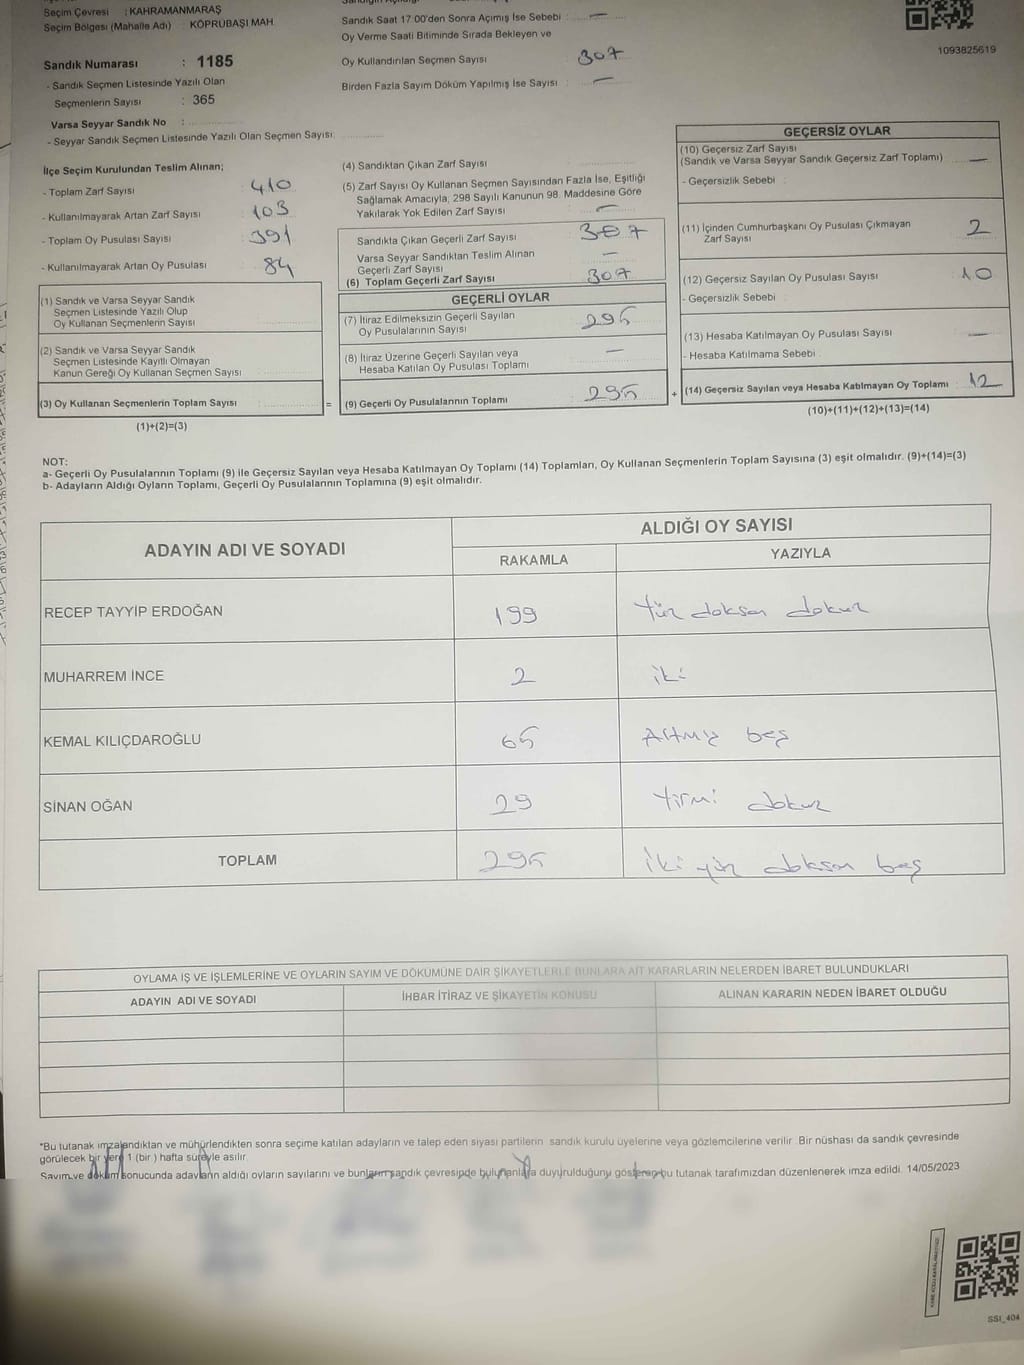 Seçim Çevresi : KAHRAMANMARAŞ
Seçim Bölgesi (Mahalle Adı) : KÖPRÜBAŞI MAH.
Sandık Numarası : 1185
- Sandık Seçmen Listesinde Yazılı Olan
Seçmenlerin Sayısı : 365
Varsa Seyyar Sandık No :
- Seyyar Sandık Seçmen Listesinde Yazılı Olan Seçmen Sayısı:
Sandık Saat 17:00'den Sonra Açımış İse Sebebi : —
Oy Verme Saati Bitiminde Sırada Bekleyen ve
Oy Kullandırılan Seçmen Sayısı : 307
Birden Fazla Sayım Döküm Yapılmış İse Sayısı : —
1093825619
İlçe Seçim Kurulundan Teslim Alınan;
- Toplam Zarf Sayısı : 410
- Kullanılmayarak Artan Zarf Sayısı : 103
- Toplam Oy Pusulası Sayısı : 391
- Kullanılmayarak Artan Oy Pusulası : 84
(1) Sandık ve Varsa Seyyar Sandık
Seçmen Listesinde Yazılı Olup
Oy Kullanan Seçmenlerin Sayısı
(2) Sandık ve Varsa Seyyar Sandık
Seçmen Listesinde Kayıtlı Olmayan
Kanun Gereği Oy Kullanan Seçmen Sayısı
(3) Oy Kullanan Seçmenlerin Toplam Sayısı :
(1)+(2)=(3)
=
(4) Sandıktan Çıkan Zarf Sayısı
(5) Zarf Sayısı Oy Kullanan Seçmen Sayısından Fazla İse, Eşitliği
Sağlamak Amacıyla; 298 Sayılı Kanunun 98. Maddesine Göre
Yakılarak Yok Edilen Zarf Sayısı : —
Sandıkta Çıkan Geçerli Zarf Sayısı : 307
Varsa Seyyar Sandıktan Teslim Alınan
Geçerli Zarf Sayısı : —
(6) Toplam Geçerli Zarf Sayısı : 307
GEÇERLİ OYLAR
(7) İtiraz Edilmeksizin Geçerli Sayılan
Oy Pusulalarının Sayısı : 295
(8) İtiraz Üzerine Geçerli Sayılan veya
Hesaba Katılan Oy Pusulası Toplamı : —
(9) Geçerli Oy Pusulalarının Toplamı : 295
+
GEÇERSİZ OYLAR
(10) Geçersiz Zarf Sayısı
(Sandık ve Varsa Seyyar Sandık Geçersiz Zarf Toplamı) : —
- Geçersizlik Sebebi :
(11) İçinden Cumhurbaşkanı Oy Pusulası Çıkmayan
Zarf Sayısı : 2
(12) Geçersiz Sayılan Oy Pusulası Sayısı : 10
- Geçersizlik Sebebi :
(13) Hesaba Katılmayan Oy Pusulası Sayısı : —
- Hesaba Katılmama Sebebi :
(14) Geçersiz Sayılan veya Hesaba Katılmayan Oy Toplamı : 12
(10)+(11)+(12)+(13)=(14)
NOT:
a- Geçerli Oy Pusulalarının Toplamı (9) ile Geçersiz Sayılan veya Hesaba Katılmayan Oy Toplamı (14) Toplamları, Oy Kullanan Seçmenlerin Toplam Sayısına (3) eşit olmalıdır. (9)+(14)=(3)
b- Adayların Aldığı Oyların Toplamı, Geçerli Oy Pusulalarının Toplamına (9) eşit olmalıdır.
ADAYIN ADI VE SOYADI
ALDIĞI OY SAYISI
RAKAMLA YAZIYLA
RECEP TAYYİP ERDOĞAN 199 Yüz doksan dokuz
MUHARREM İNCE 2 iki
KEMAL KILIÇDAROĞLU 65 Altmış beş
SİNAN OĞAN 29 Yirmi dokuz
TOPLAM 295 İki yüz doksan beş
OYLAMA İŞ VE İŞLEMLERİNE VE OYLARIN SAYIM VE DÖKÜMÜNE DAİR ŞİKAYETLERLE BUNLARA AİT KARARLARIN NELERDEN İBARET BULUNDUKLARI
ADAYIN ADI VE SOYADI İHBAR İTİRAZ VE ŞİKAYETİN KONUSU ALINAN KARARIN NEDEN İBARET OLDUĞU
*Bu tutanak imzalandıktan ve mühürlendikten sonra seçime katılan adayların ve talep eden siyasi partilerin sandık kurulu üyelerine veya gözlemcilerine verilir. Bir nüshası da sandık çevresinde
görülecek bir yere 1 (bir ) hafta süreyle asılır.
Sayım ve döküm sonucunda adayların aldığı oyların sayılarını ve bunların sandık çevresinde bulunanlara duyurulduğunu gösteren bu tutanak tarafımızdan düzenlenerek imza edildi. 14/05/2023
SSI_404